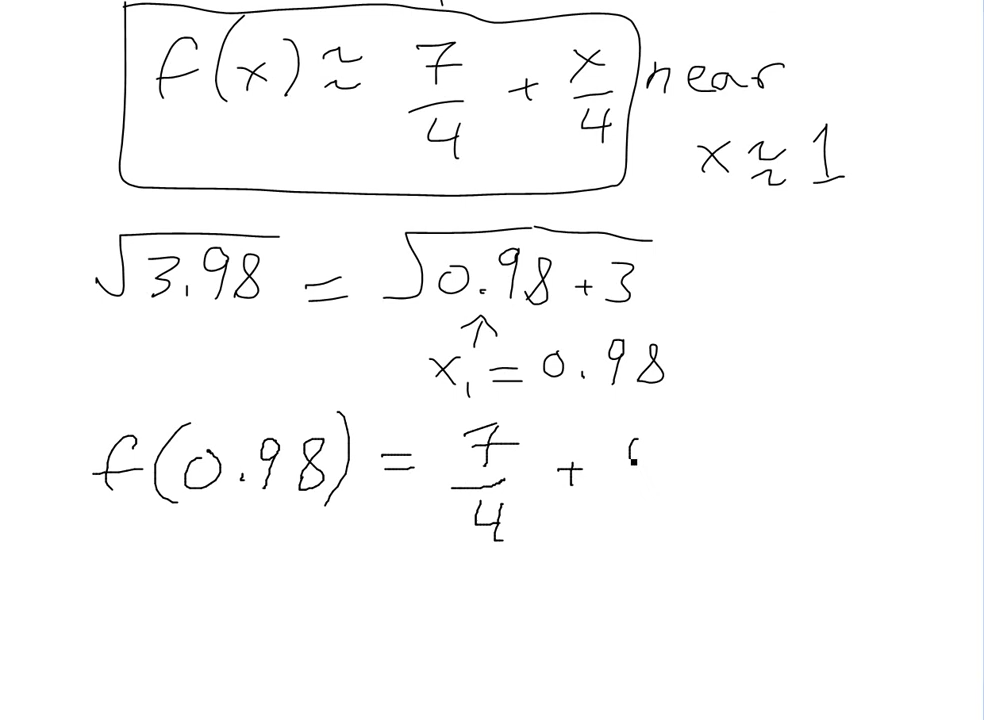 f(x) ≈ 7/4 + x/4 near
x ≈ 1
√3.98 = √0.98 + 3
↑
x₁ = 0.98
f(0.98) = 7/4 +